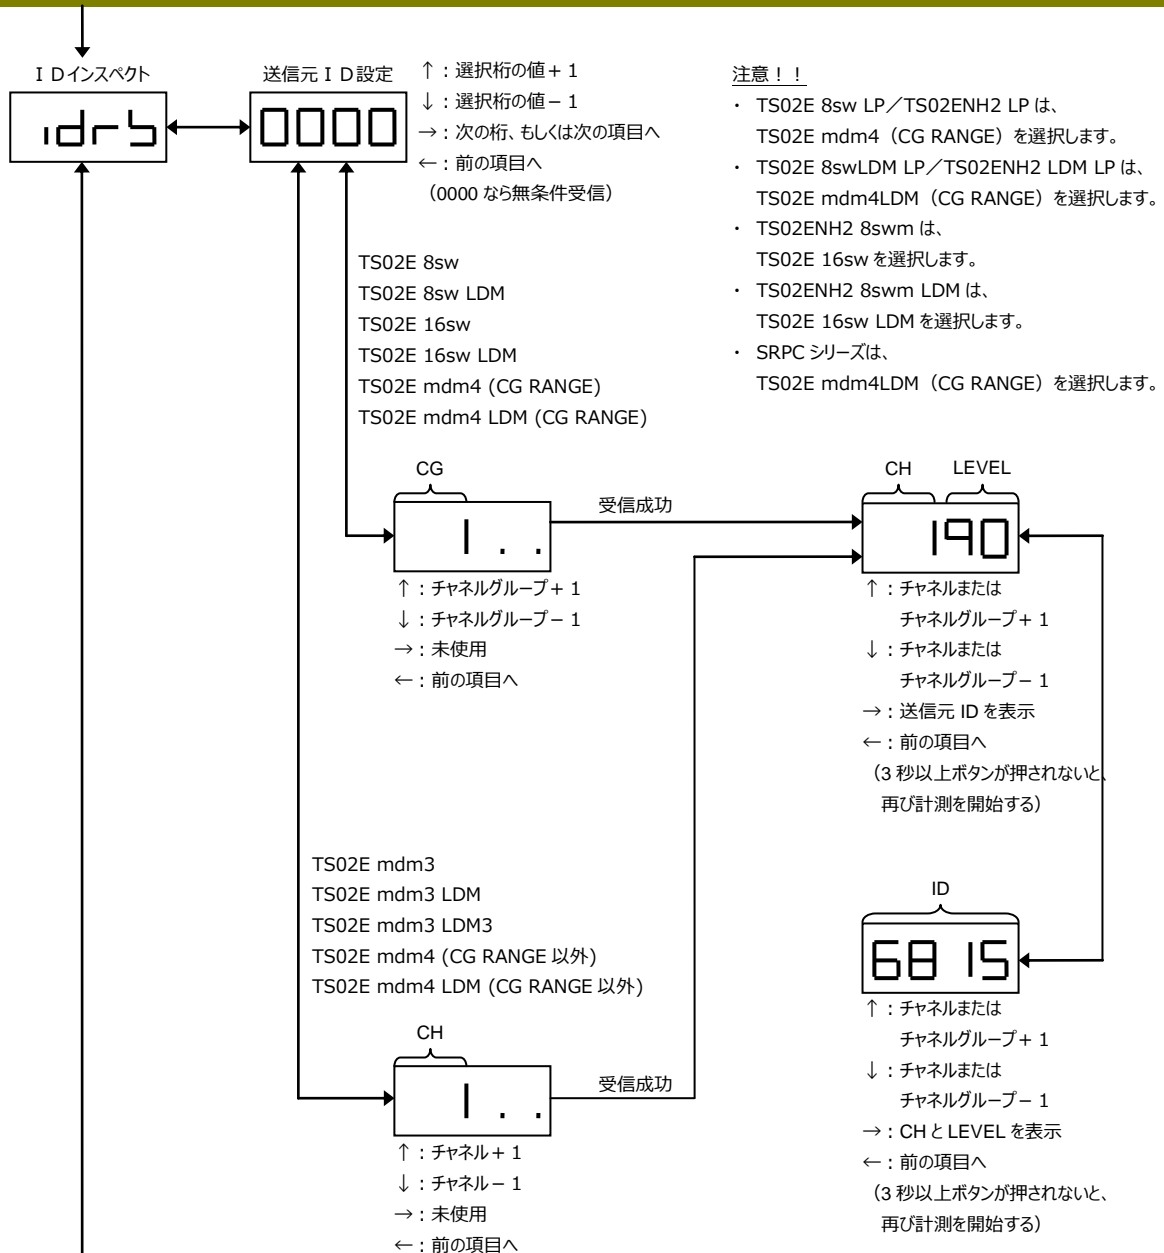 ＩＤインスペクト
idrS
送信元ＩＤ設定
0000
↑：選択桁の値＋１
↓：選択桁の値－１
→：次の桁、もしくは次の項目へ
←：前の項目へ
（0000 なら無条件受信）
注意！！
・ TS02E 8sw LP／TS02ENH2 LP は、
TS02E mdm4（CG RANGE）を選択します。
・ TS02E 8swLDM LP／TS02ENH2 LDM LP は、
TS02E mdm4LDM（CG RANGE）を選択します。
・ TS02ENH2 8swm は、
TS02E 16sw を選択します。
・ TS02ENH2 8swm LDM は、
TS02E 16sw LDM を選択します。
・ SRPC シリーズは、
TS02E mdm4LDM（CG RANGE）を選択します。
TS02E 8sw
TS02E 8sw LDM
TS02E 16sw
TS02E 16sw LDM
TS02E mdm4 (CG RANGE)
TS02E mdm4 LDM (CG RANGE)
CG
1..
↑：チャネルグループ＋１
↓：チャネルグループ－１
→：未使用
←：前の項目へ
受信成功
CH LEVEL
190
↑：チャネルまたは
チャネルグループ＋１
↓：チャネルまたは
チャネルグループ－１
→：送信元 ID を表示
←：前の項目へ
（3 秒以上ボタンが押されないと、
再び計測を開始する）
TS02E mdm3
TS02E mdm3 LDM
TS02E mdm3 LDM3
TS02E mdm4 (CG RANGE 以外)
TS02E mdm4 LDM (CG RANGE 以外)
CH
1..
↑：チャネル＋１
↓：チャネル－１
→：未使用
←：前の項目へ
受信成功
ID
6815
↑：チャネルまたは
チャネルグループ＋１
↓：チャネルまたは
チャネルグループ－１
→：CH と LEVEL を表示
←：前の項目へ
（3 秒以上ボタンが押されないと、
再び計測を開始する）